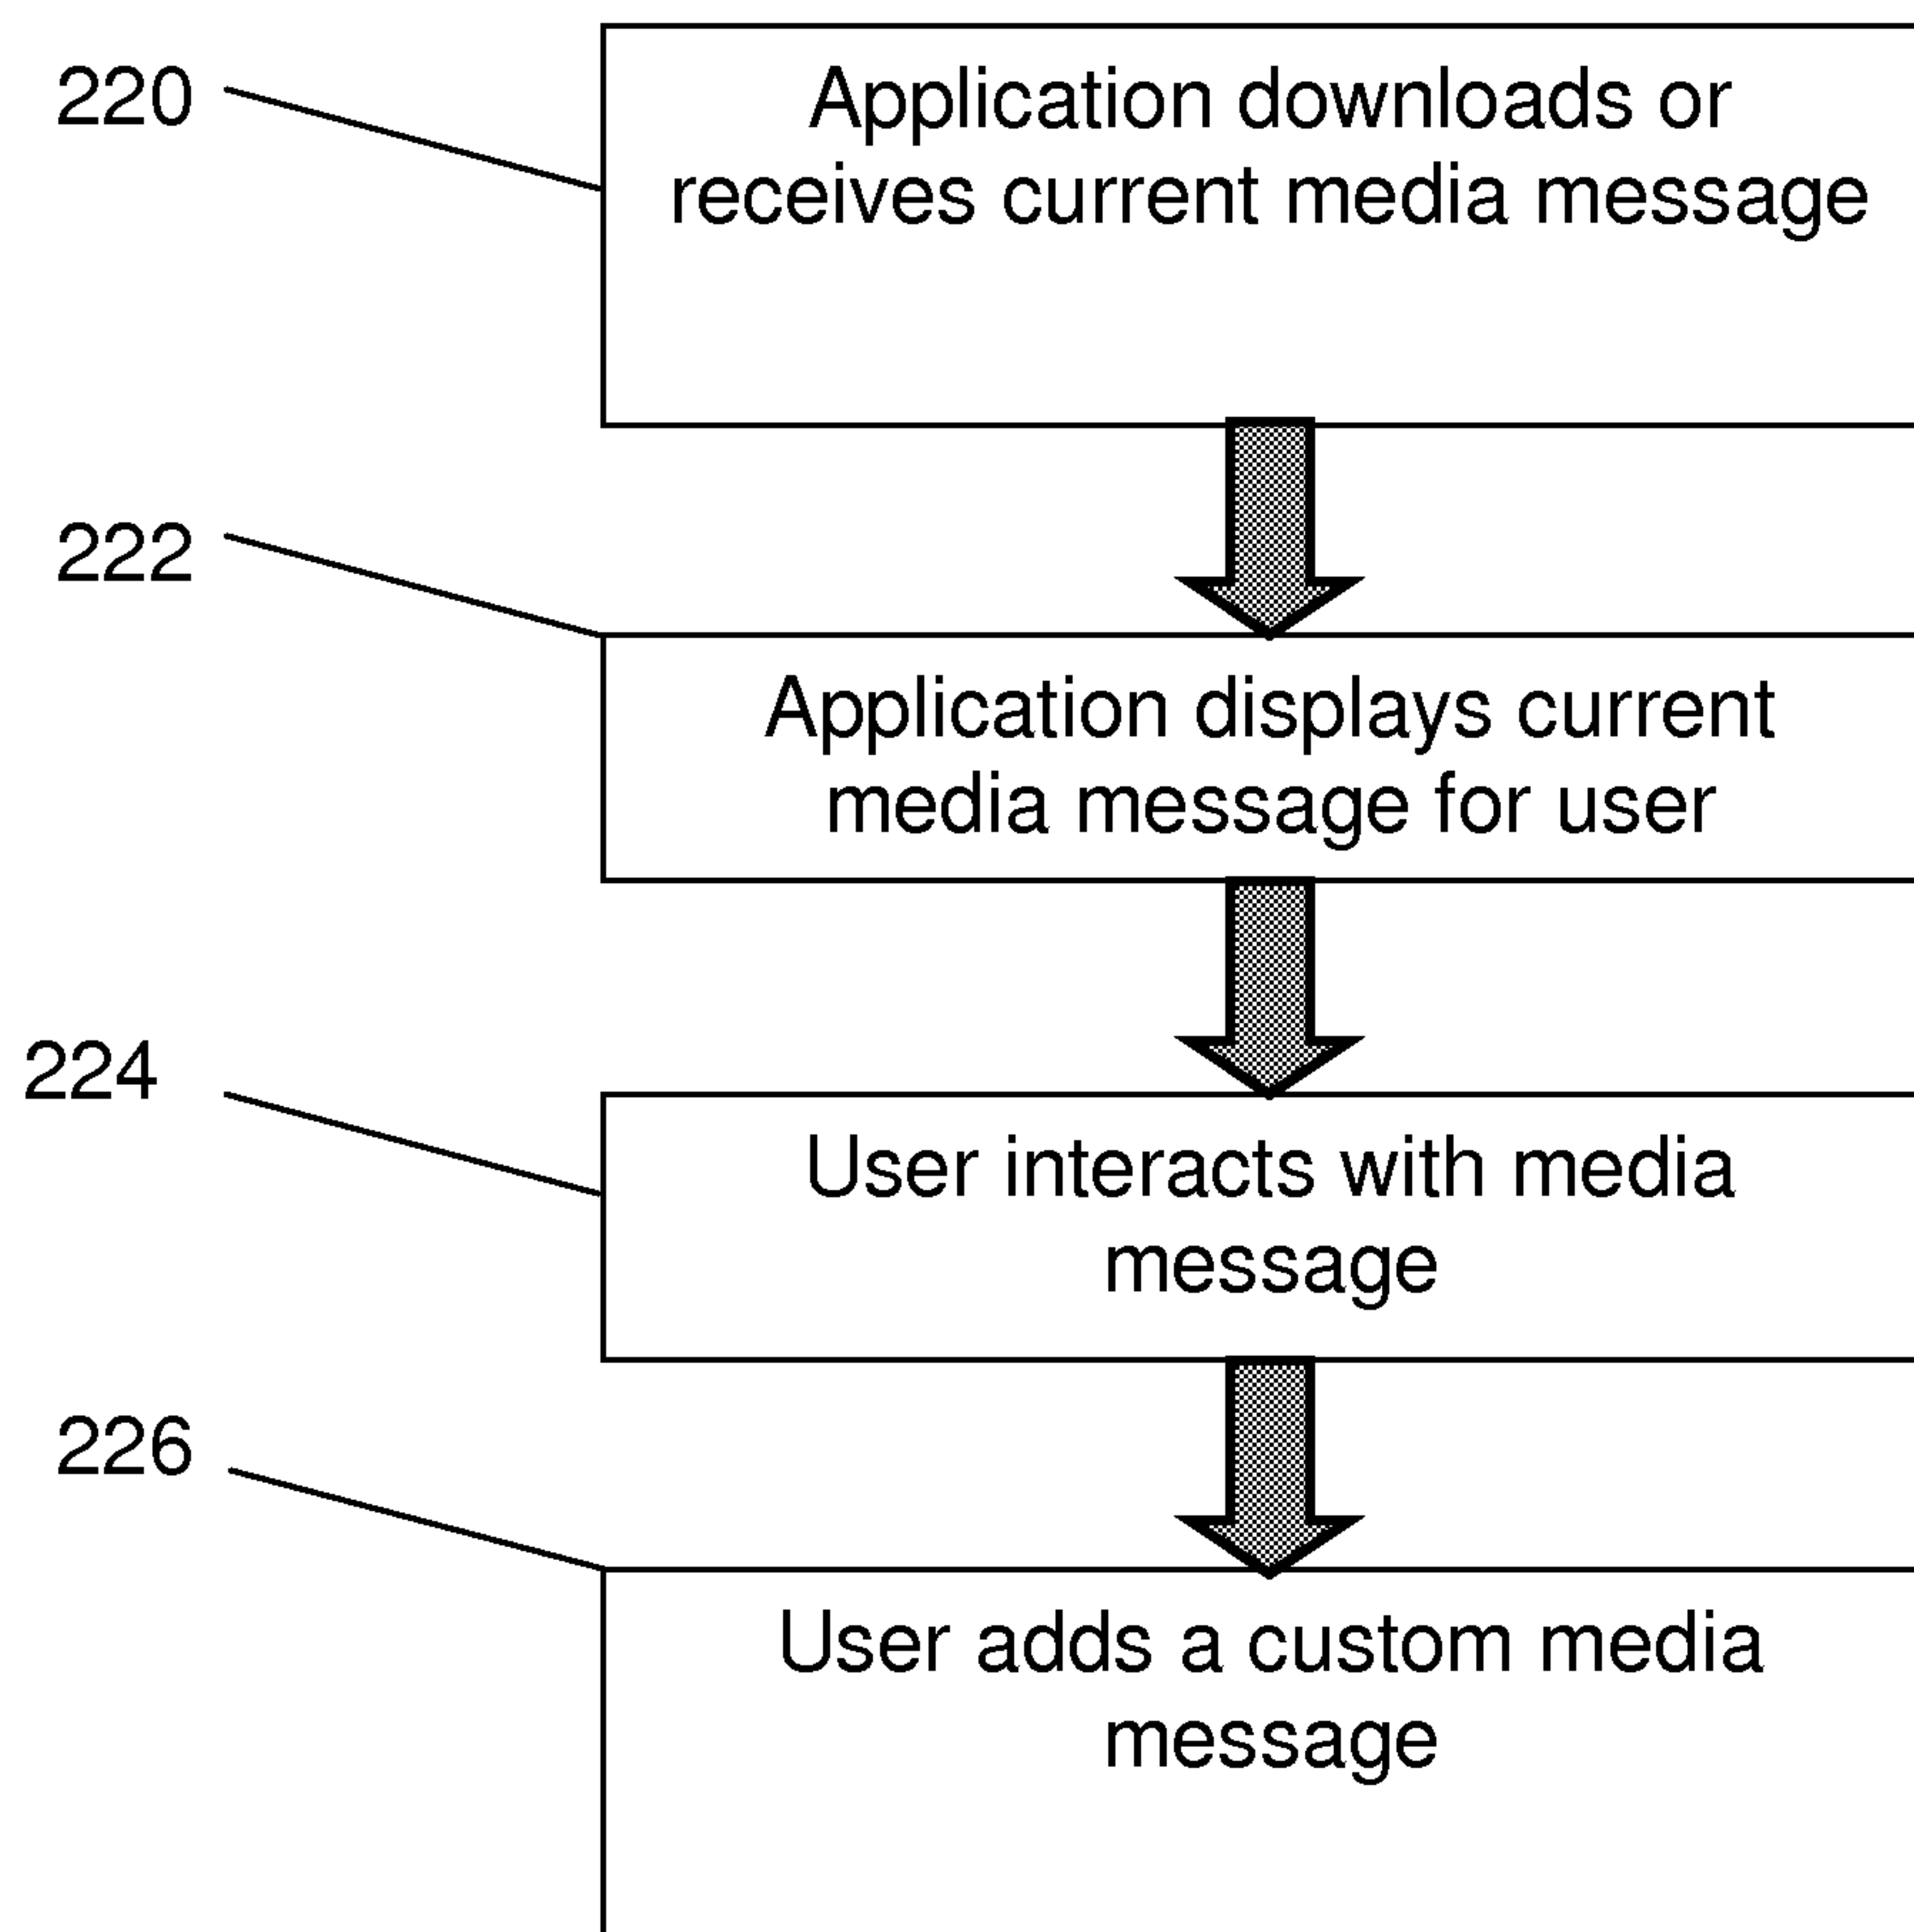 220
Application downloads or
receives current media message
222
Application displays current
media message for user
224
User interacts with media
message
226
User adds a custom media
message